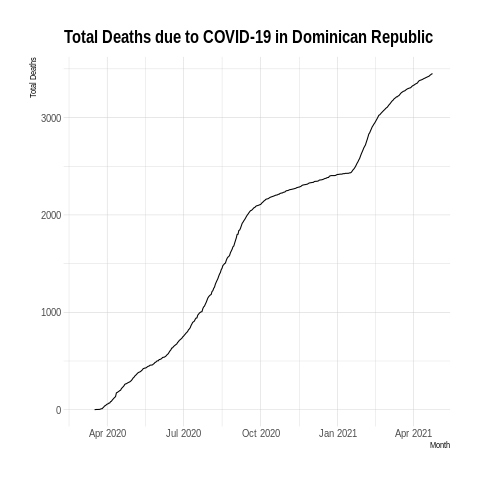 Total Deaths due to COVID-19 in Dominican Republic
Total Deaths
3000
2000
1000
0
Apr 2020 Jul 2020 Oct 2020 Jan 2021 Apr 2021
Month